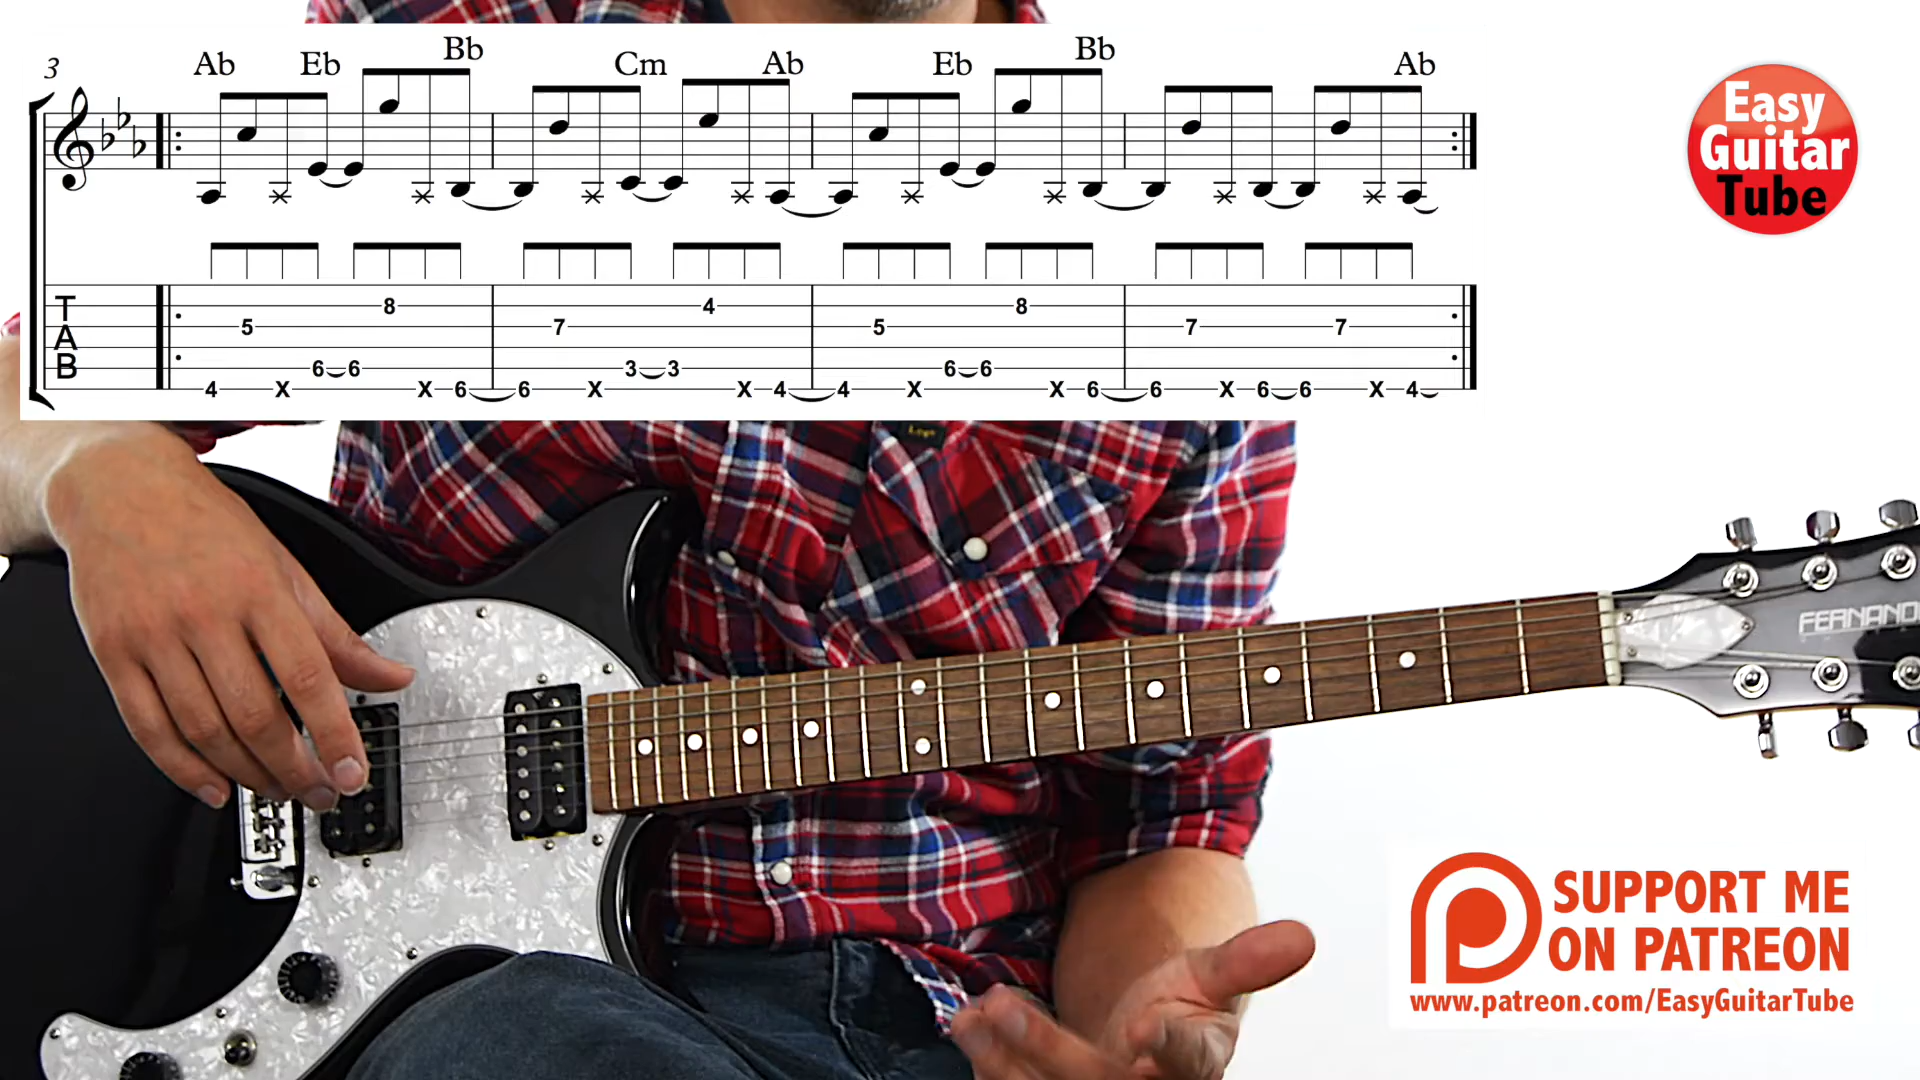 3 Ab Eb Bb Cm Ab Eb Bb Ab
T
A
B
8 4 8
5 7 5 7 7
6 6 3 3 6 6
4 X X 6 6 X X 4 4 X X 6 6 X 6 6 X 4
Easy
Guitar
Tube
SUPPORT ME
ON PATREON
www.patreon.com/EasyGuitarTube